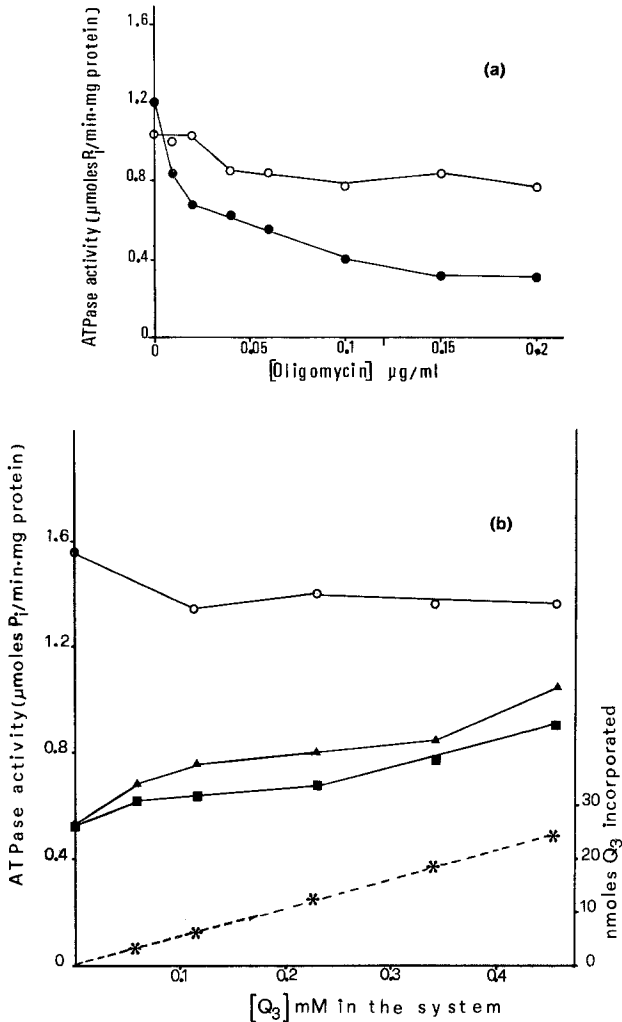 1.6
(a)
1.2
0.8
0.4
0
ATPase activity (µmoles Pi/min·mg protein)
0 0.05 0.1 0.15 0.2
[Oligomycin] µg/ml
(b)
1.6
1.2
0.8
0.4
0
ATPase activity (µmoles Pi/min·mg protein)
30
20
10
0
nmoles Q3 incorporated
0.1 0.2 0.3 0.4
[Q3] mM in the system